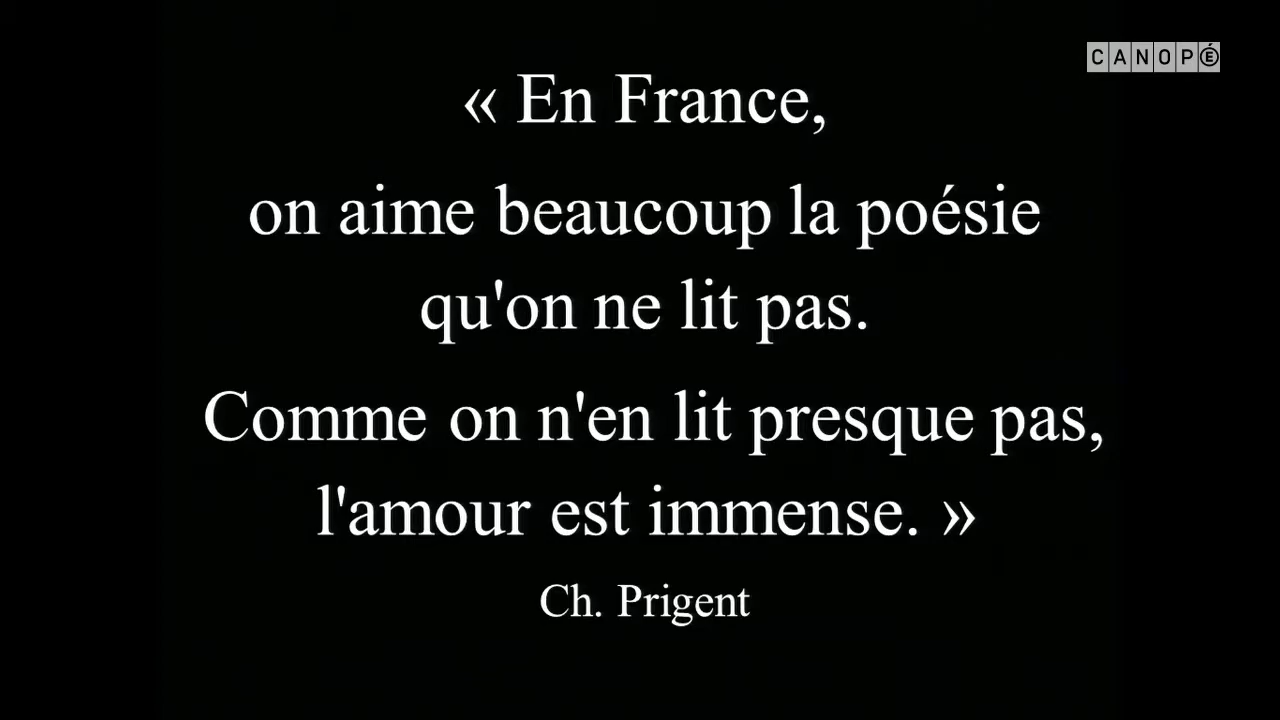 CANOPÉ
« En France,
on aime beaucoup la poésie
qu'on ne lit pas.
Comme on n'en lit presque pas,
l'amour est immense. »
Ch. Prigent